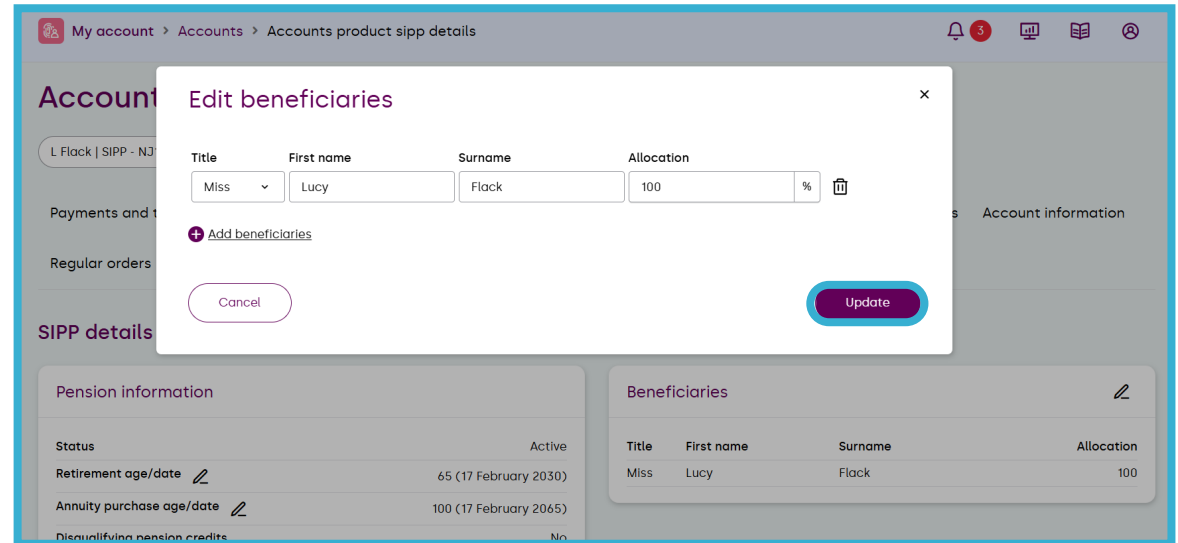 My account > Accounts > Accounts product sipp details
3
Account
Edit beneficiaries
×
L Flack | SIPP - NJ
Title First name Surname Allocation
Miss Lucy Flack 100 %
Payments and t
s Account information
Add beneficiaries
Regular orders
Cancel Update
SIPP details
Pension information
Status Active
Retirement age/date 65 (17 February 2030)
Annuity purchase age/date 100 (17 February 2065)
Disqualifying pension credits No
Beneficiaries
Title First name Surname Allocation
Miss Lucy Flack 100